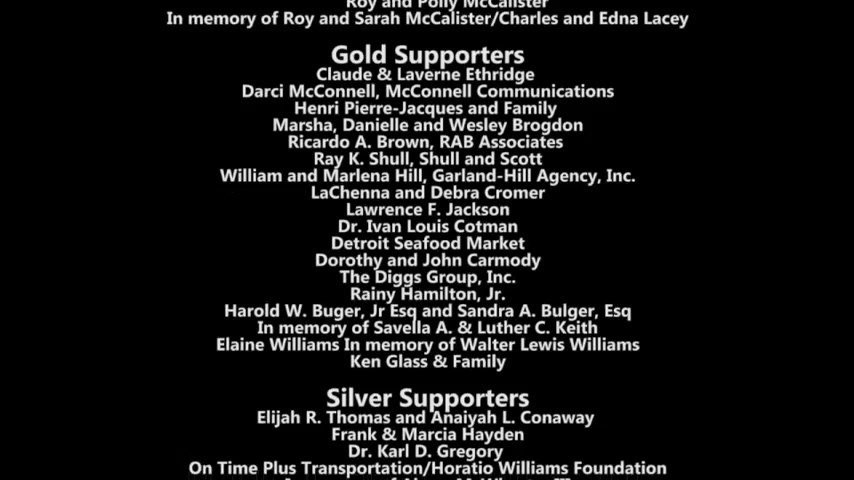 Roy and Polly McCalister
In memory of Roy and Sarah McCalister/Charles and Edna Lacey
Gold Supporters
Claude & Laverne Ethridge
Darci McConnell, McConnell Communications
Henri Pierre-Jacques and Family
Marsha, Danielle and Wesley Brogdon
Ricardo A. Brown, RAB Associates
Ray K. Shull, Shull and Scott
William and Marlena Hill, Garland-Hill Agency, Inc.
LaChenna and Debra Cromer
Lawrence F. Jackson
Dr. Ivan Louis Cotman
Detroit Seafood Market
Dorothy and John Carmody
The Diggs Group, Inc.
Rainy Hamilton, Jr.
Harold W. Buger, Jr Esq and Sandra A. Bulger, Esq
In memory of Savella A. & Luther C. Keith
Elaine Williams In memory of Walter Lewis Williams
Ken Glass & Family
Silver Supporters
Elijah R. Thomas and Anaiyah L. Conaway
Frank & Marcia Hayden
Dr. Karl D. Gregory
On Time Plus Transportation/Horatio Williams Foundation